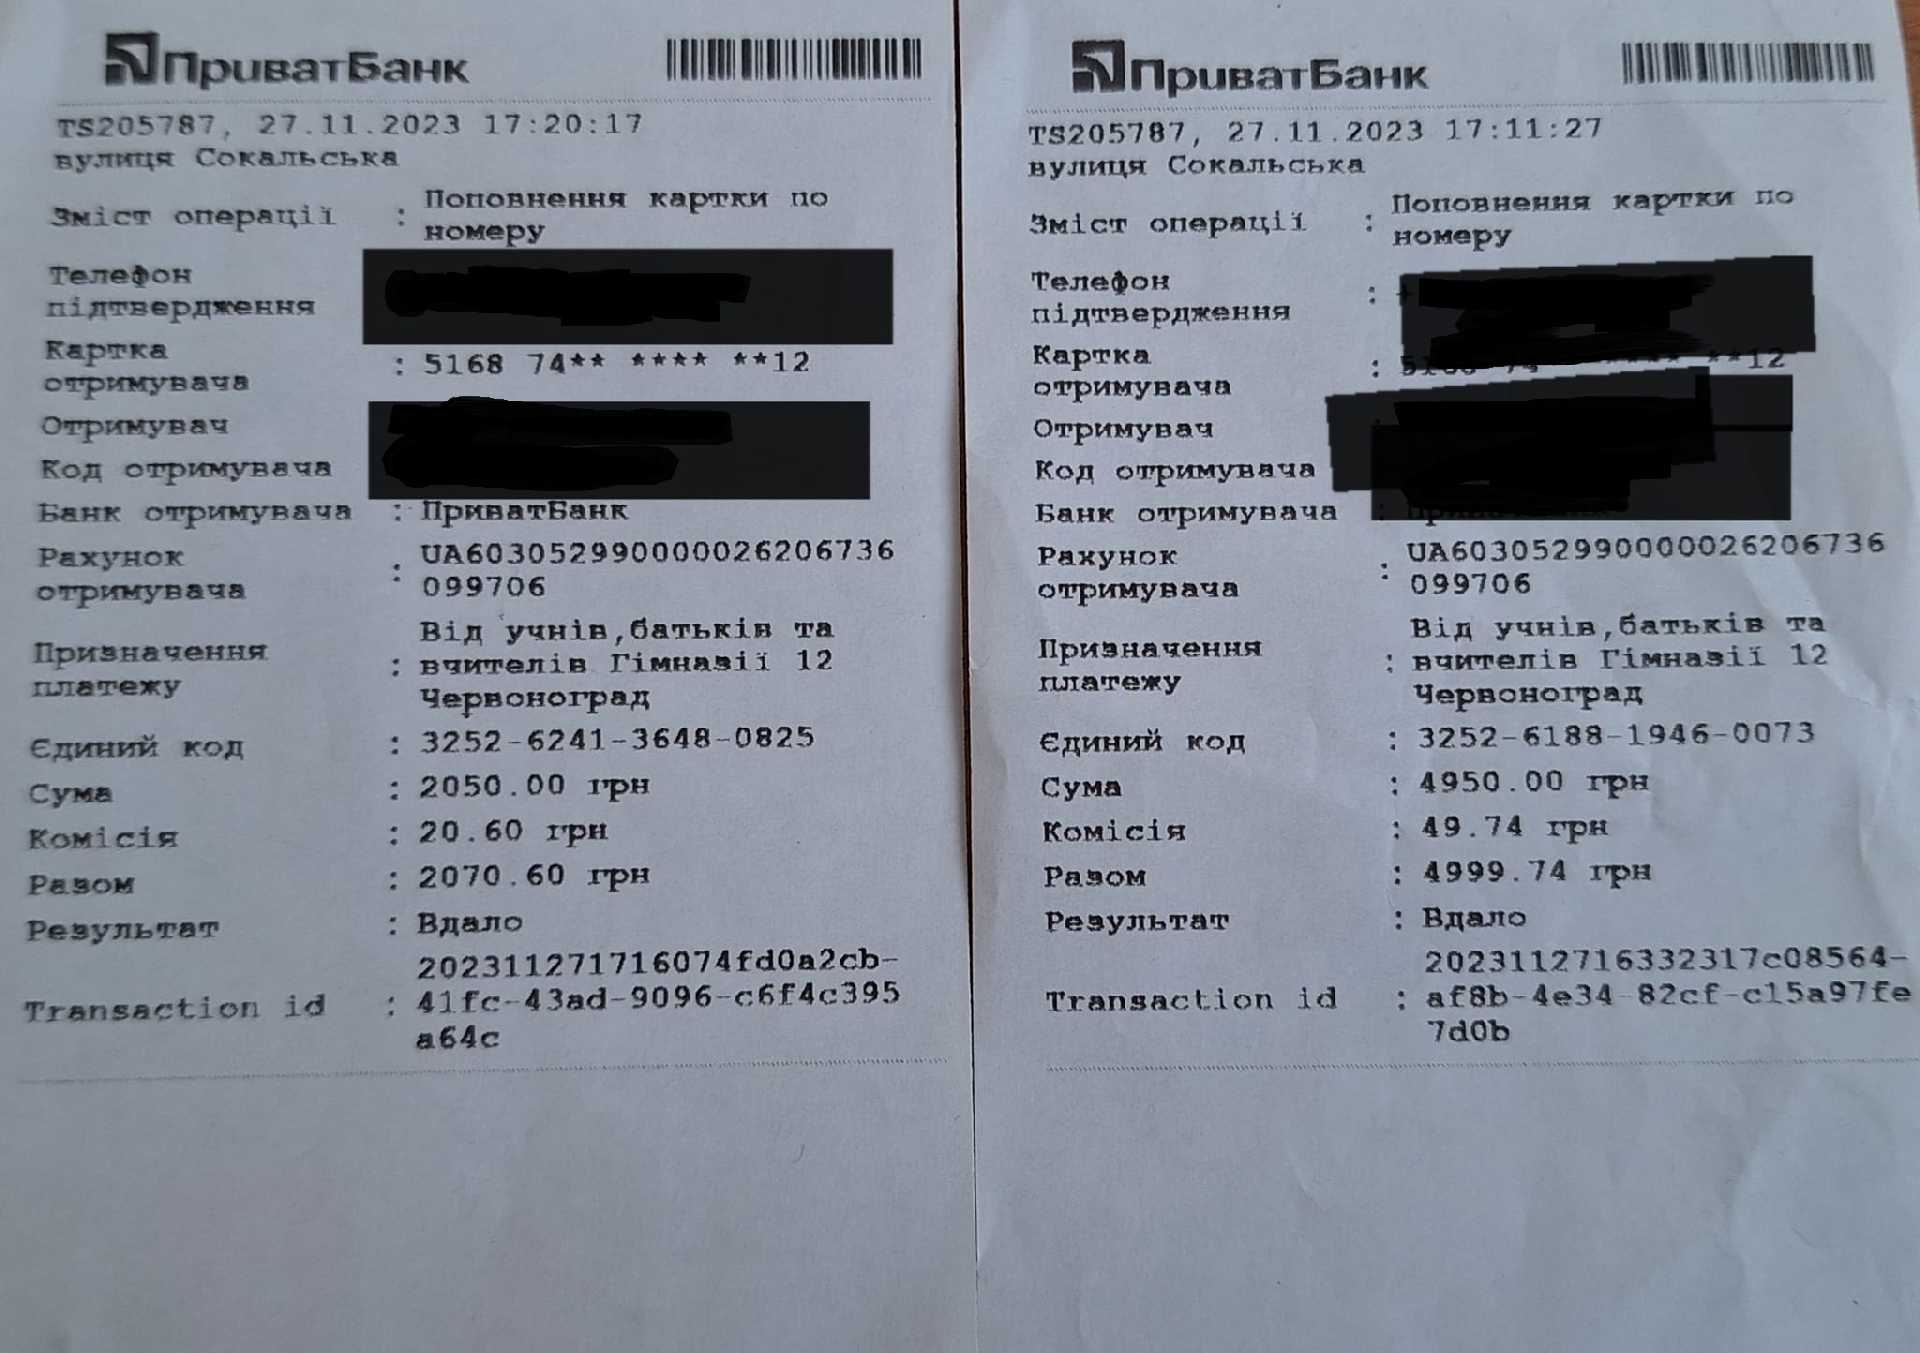 ПриватБанк
TS205787, 27.11.2023 17:20:17
вулиця Сокальська
Зміст операції : Поповнення картки по
номеру
Телефон
підтвердження
Картка
отримувача : 5168 74** **** **12
Отримувач
Код отримувача
Банк отримувача : ПриватБанк
Рахунок
отримувача : UA603052990000026206736
099706
Призначення
платежу : Від учнів,батьків та
вчителів Гімназії 12
Червоноград
Єдиний код : 3252-6241-3648-0825
Сума : 2050.00 грн
Комісія : 20.60 грн
Разом : 2070.60 грн
Результат : Вдало
Transaction id : 202311271716074fd0a2cb-
41fc-43ad-9096-c6f4c395
a64c
ПриватБанк
TS205787, 27.11.2023 17:11:27
вулиця Сокальська
Зміст операції : Поповнення картки по
номеру
Телефон
підтвердження :
Картка
отримувача : **12
Отримувач
Код отримувача
Банк отримувача
Рахунок
отримувача : UA603052990000026206736
099706
Призначення
платежу : Від учнів,батьків та
вчителів Гімназії 12
Червоноград
Єдиний код : 3252-6188-1946-0073
Сума : 4950.00 грн
Комісія : 49.74 грн
Разом : 4999.74 грн
Результат : Вдало
Transaction id : 2023112716332317c08564-
af8b-4e34-82cf-c15a97fe
7d0b